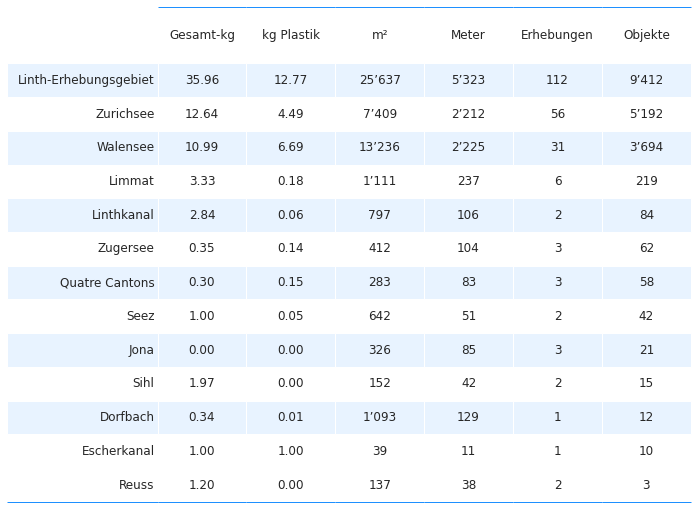 Gesamt-kg kg Plastik m² Meter Erhebungen Objekte
Linth-Erhebungsgebiet 35.96 12.77 25’637 5’323 112 9’412
Zurichsee 12.64 4.49 7’409 2’212 56 5’192
Walensee 10.99 6.69 13’236 2’225 31 3’694
Limmat 3.33 0.18 1’111 237 6 219
Linthkanal 2.84 0.06 797 106 2 84
Zugersee 0.35 0.14 412 104 3 62
Quatre Cantons 0.30 0.15 283 83 3 58
Seez 1.00 0.05 642 51 2 42
Jona 0.00 0.00 326 85 3 21
Sihl 1.97 0.00 152 42 2 15
Dorfbach 0.34 0.01 1’093 129 1 12
Escherkanal 1.00 1.00 39 11 1 10
Reuss 1.20 0.00 137 38 2 3